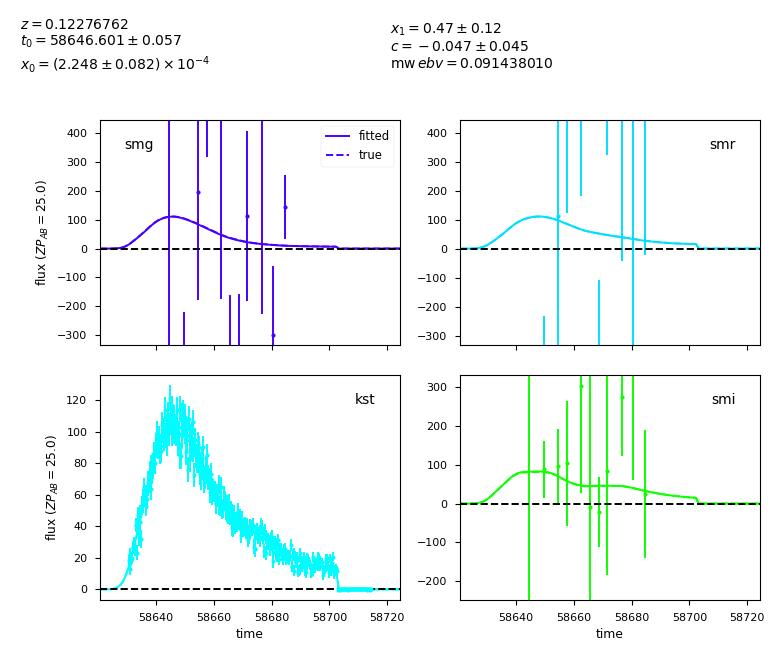 z = 0.12276762
t₀ = 58646.601 ± 0.057
x₀ = (2.248 ± 0.082) × 10⁻⁴
x₁ = 0.47 ± 0.12
c = −0.047 ± 0.045
mw ebv = 0.091438010
smg
fitted
true
400
300
200
100
0
−100
−200
−300
flux (ZP_AB = 25.0)
smr
400
300
200
100
0
−100
−200
−300
kst
120
100
80
60
40
20
0
flux (ZP_AB = 25.0)
58640 58660 58680 58700 58720
time
smi
300
200
100
0
−100
−200
58640 58660 58680 58700 58720
time